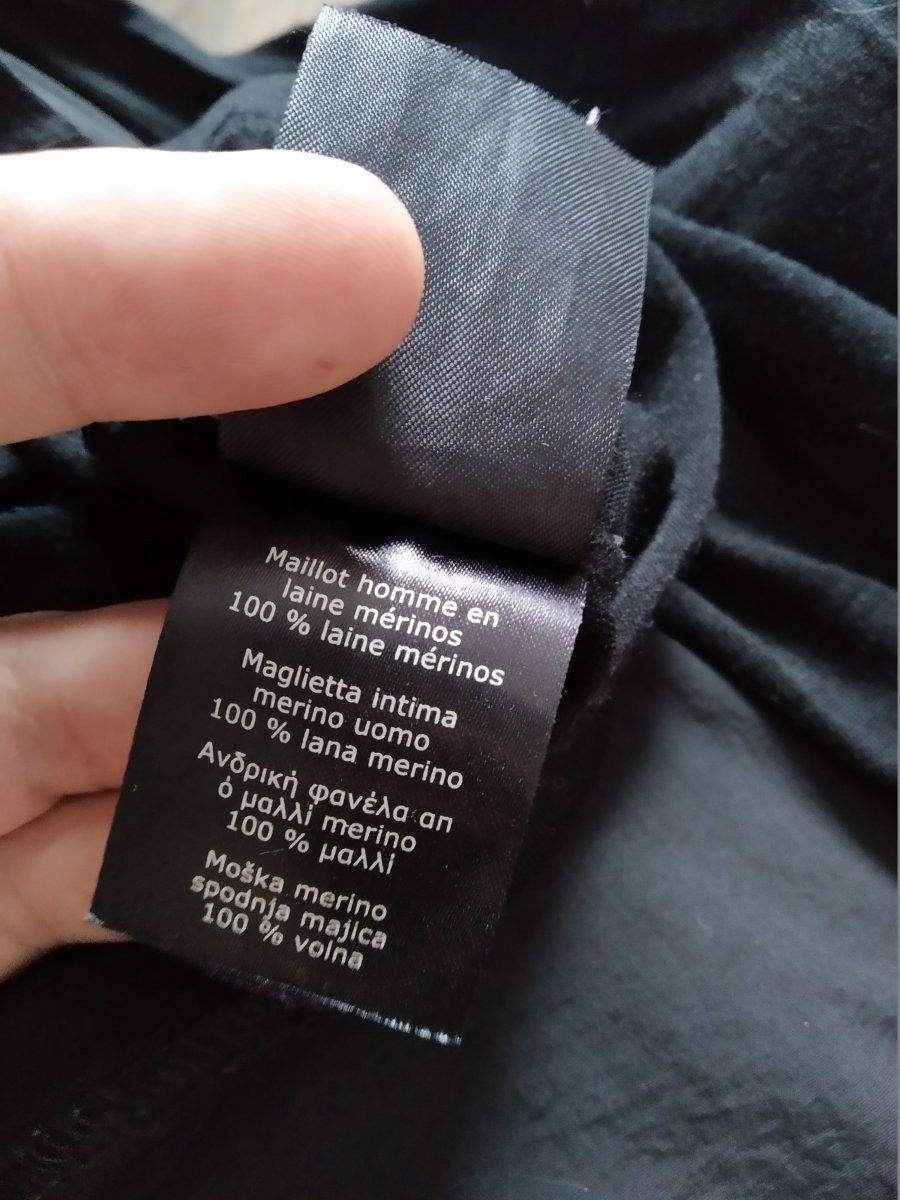 Maillot homme en
laine mérinos
100 % laine mérinos
Maglietta intima
merino uomo
100 % lana merino
Ανδρική φανέλα απ
ό μαλλί merino
100 % μαλλί
Moška merino
spodnja majica
100 % volna